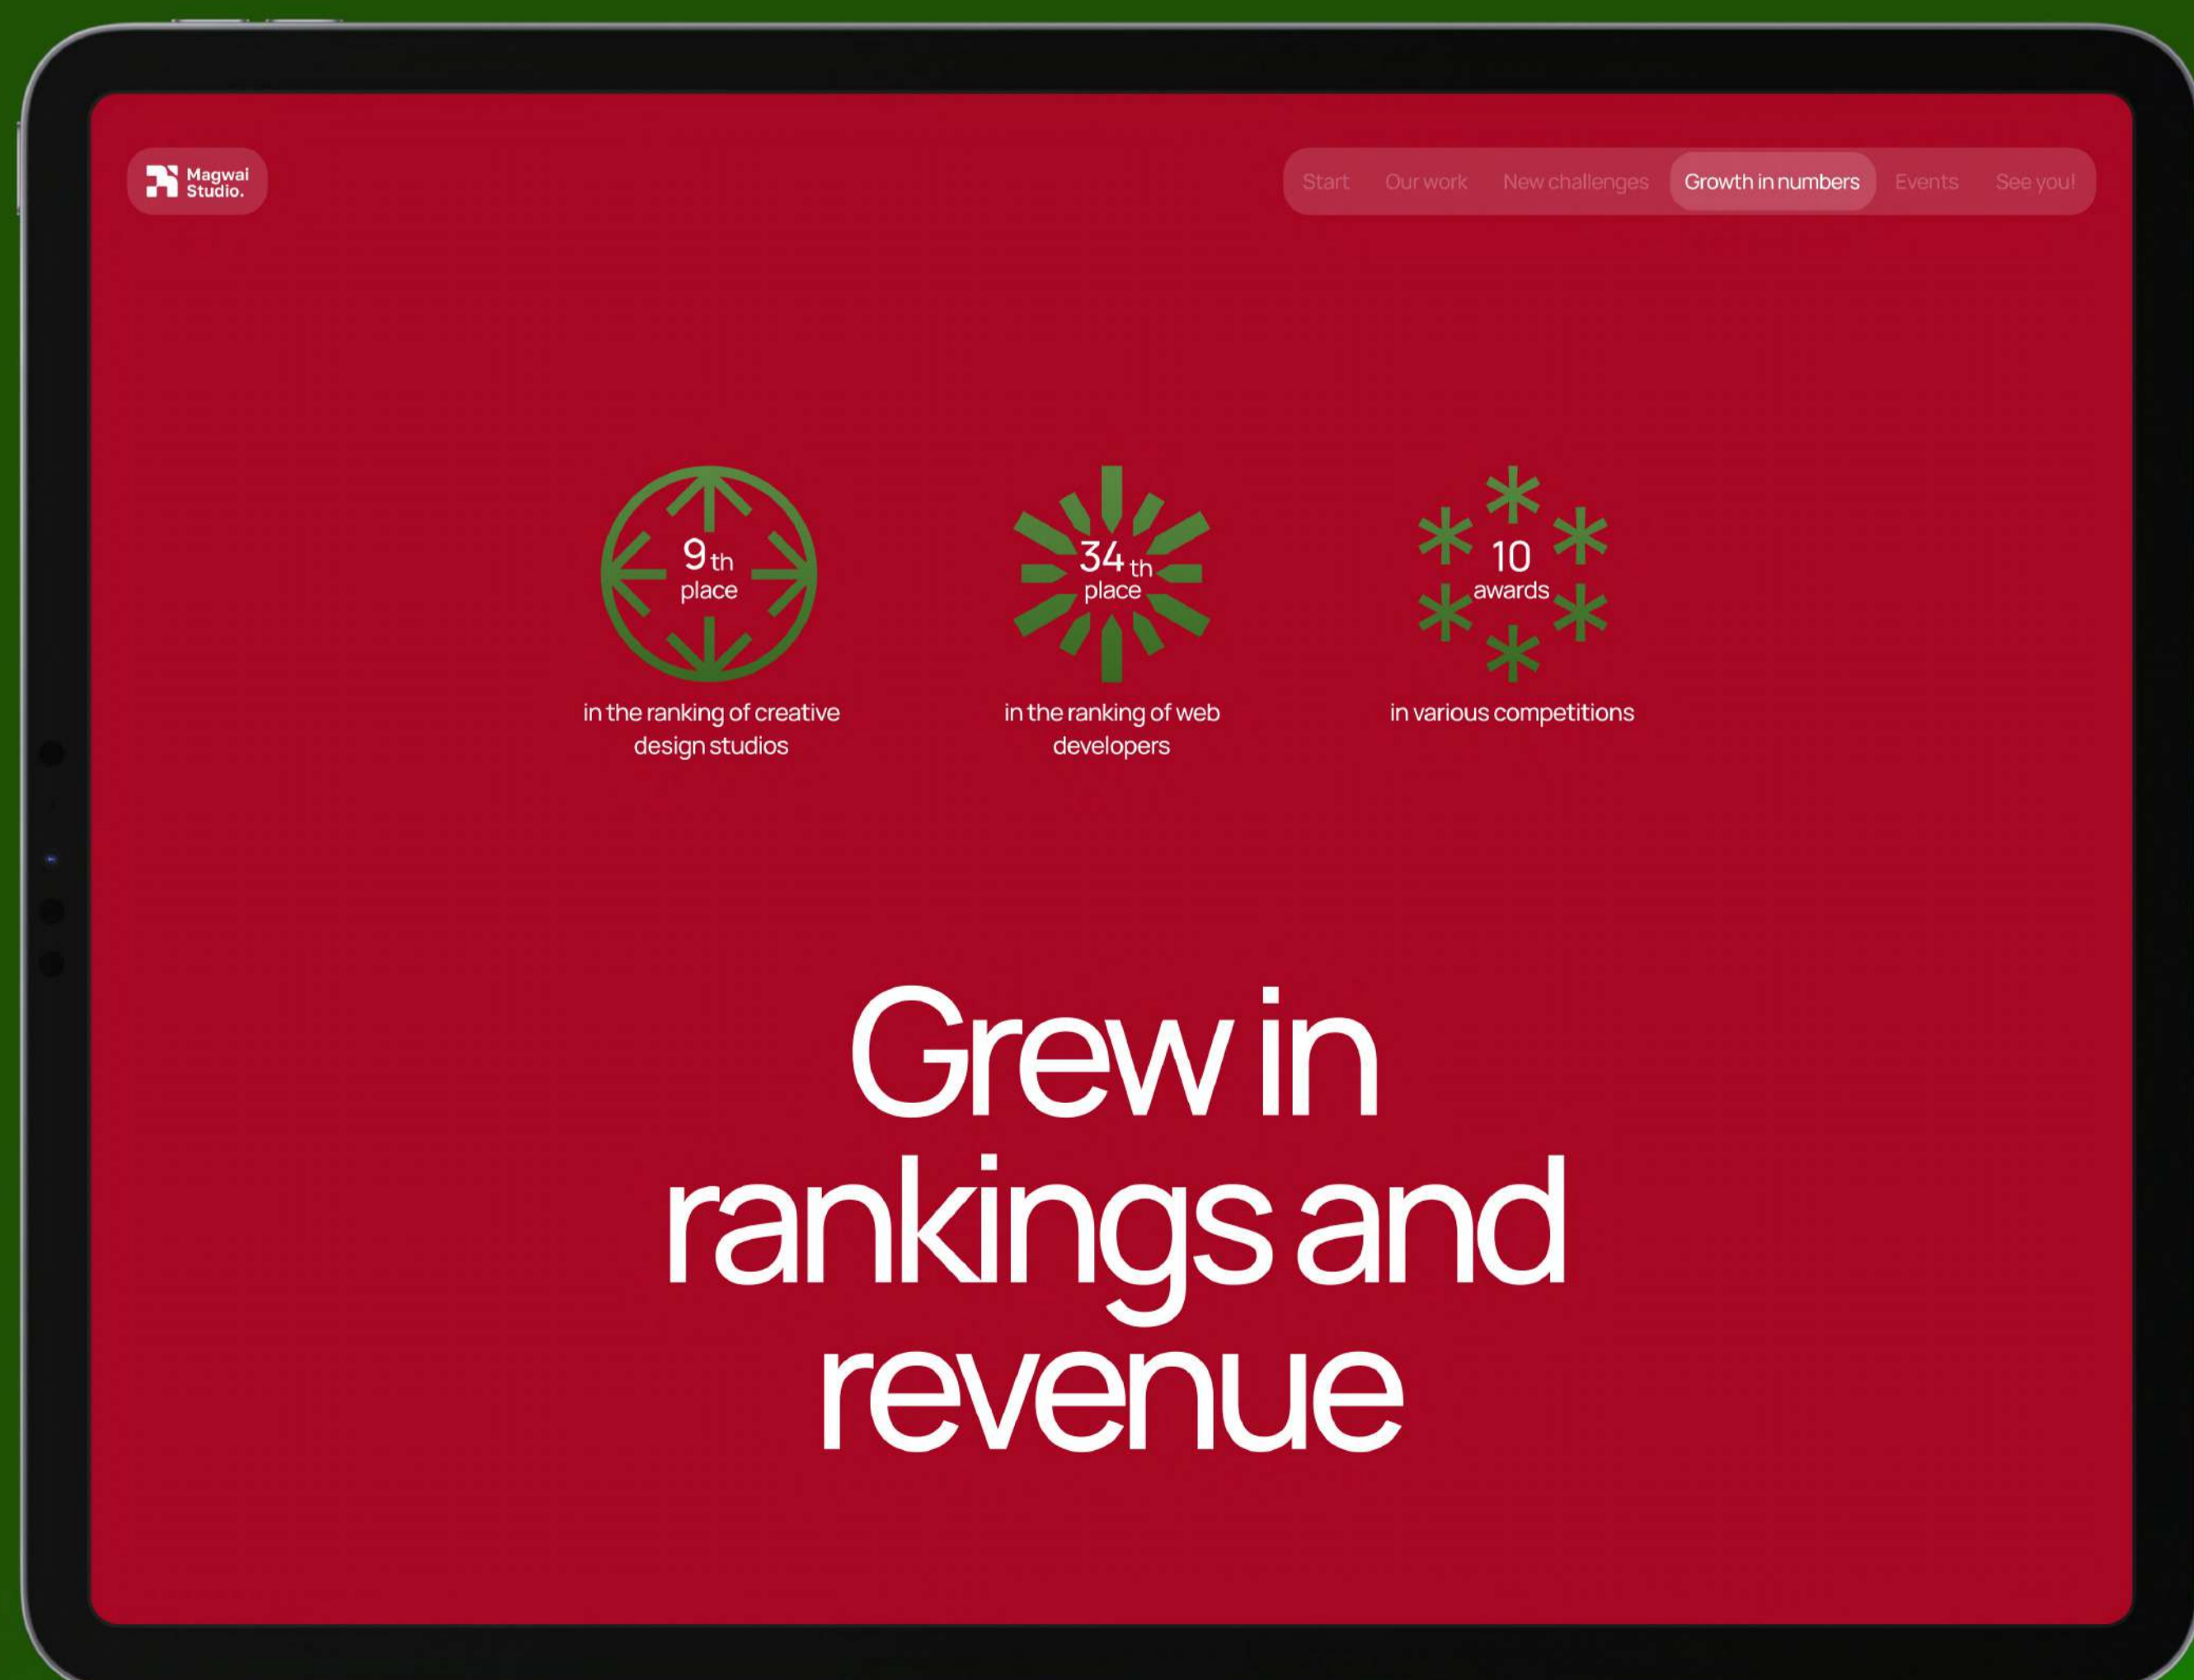 Magwai
Studio.
Start Our work New challenges Growth in numbers Events See you!
9th
place
in the ranking of creative
design studios
34th
place
in the ranking of web
developers
10
awards
in various competitions
Grew in
rankings and
revenue